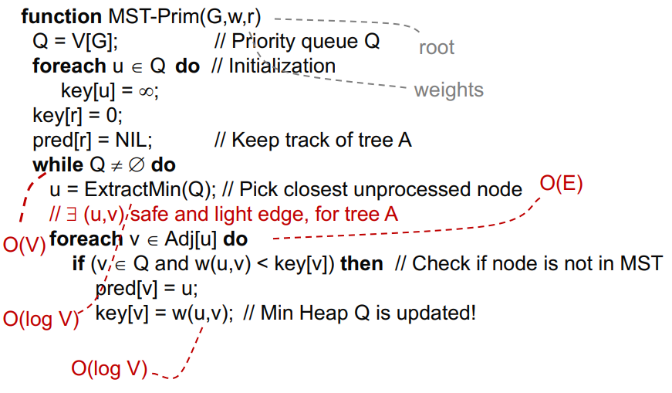 function MST-Prim(G,w,r)
Q = V[G]; // Priority queue Q
root
foreach u ∈ Q do // Initialization
key[u] = ∞;
weights
key[r] = 0;
pred[r] = NIL; // Keep track of tree A
while Q ≠ ∅ do
u = ExtractMin(Q); // Pick closest unprocessed node
O(E)
// ∃ (u,v) safe and light edge, for tree A
O(V)
foreach v ∈ Adj[u] do
if (v ∈ Q and w(u,v) < key[v]) then // Check if node is not in MST
pred[v] = u;
O(log V)
key[v] = w(u,v); // Min Heap Q is updated!
O(log V)